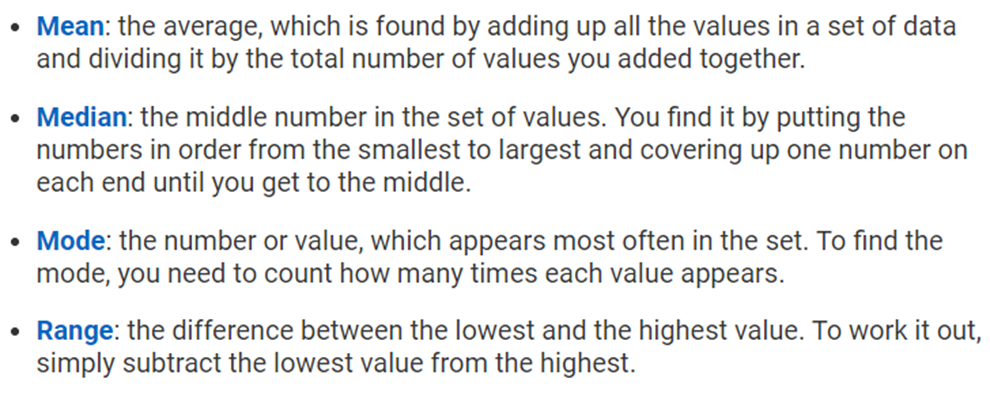 • Mean: the average, which is found by adding up all the values in a set of data
and dividing it by the total number of values you added together.
• Median: the middle number in the set of values. You find it by putting the
numbers in order from the smallest to largest and covering up one number on
each end until you get to the middle.
• Mode: the number or value, which appears most often in the set. To find the
mode, you need to count how many times each value appears.
• Range: the difference between the lowest and the highest value. To work it out,
simply subtract the lowest value from the highest.